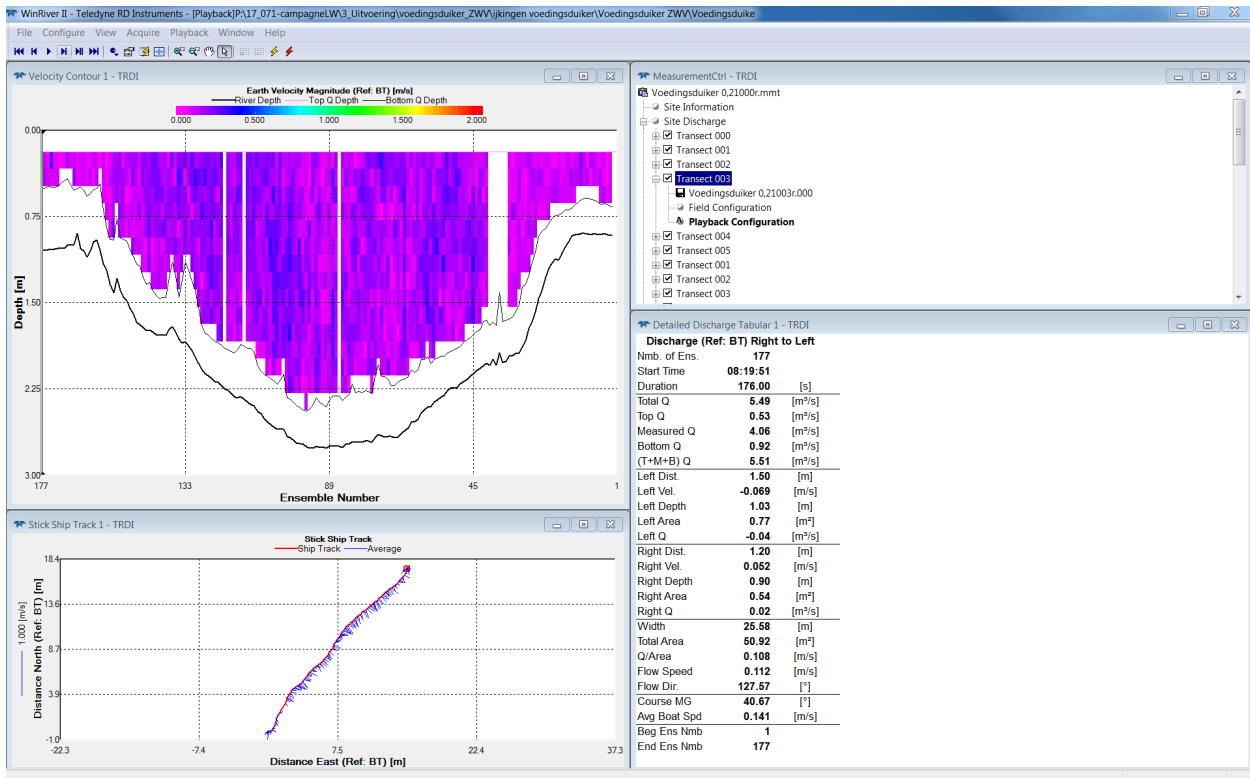 WinRiver II - Teledyne RD Instruments - [Playback]P:\17_071-campagneLW\3_Uitvoering\voedingsduiker_ZWV\ijkingen voedingsduiker\Voedingsduiker ZWV\Voedingsduike
File Configure View Acquire Playback Window Help
Velocity Contour 1 - TRDI
Earth Velocity Magnitude (Ref: BT) [m/s]
River Depth Top Q Depth Bottom Q Depth
0.000 0.500 1.000 1.500 2.000
0.00
0.75
1.50
2.25
3.00
Depth [m]
177 133 89 45 1
Ensemble Number
Stick Ship Track 1 - TRDI
Stick Ship Track
Ship Track Average
18.4
13.6
8.7
3.9
-1.0
1.000 [m/s]
Distance North (Ref: BT) [m]
-22.3 -7.4 7.5 22.4 37.3
Distance East (Ref: BT) [m]
MeasurementCtrl - TRDI
Voedingsduiker 0,21000r.mmt
Site Information
Site Discharge
Transect 000
Transect 001
Transect 002
Transect 003
Voedingsduiker 0,21003r.000
Field Configuration
Playback Configuration
Transect 004
Transect 005
Transect 001
Transect 002
Transect 003
Detailed Discharge Tabular 1 - TRDI
Discharge (Ref: BT) Right to Left
Nmb. of Ens. 177
Start Time 08:19:51
Duration 176.00 [s]
Total Q 5.49 [m³/s]
Top Q 0.53 [m³/s]
Measured Q 4.06 [m³/s]
Bottom Q 0.92 [m³/s]
(T+M+B) Q 5.51 [m³/s]
Left Dist. 1.50 [m]
Left Vel. -0.069 [m/s]
Left Depth 1.03 [m]
Left Area 0.77 [m²]
Left Q -0.04 [m³/s]
Right Dist. 1.20 [m]
Right Vel. 0.052 [m/s]
Right Depth 0.90 [m]
Right Area 0.54 [m²]
Right Q 0.02 [m³/s]
Width 25.58 [m]
Total Area 50.92 [m²]
Q/Area 0.108 [m/s]
Flow Speed 0.112 [m/s]
Flow Dir. 127.57 [°]
Course MG 40.67 [°]
Avg Boat Spd 0.141 [m/s]
Beg Ens Nmb 1
End Ens Nmb 177